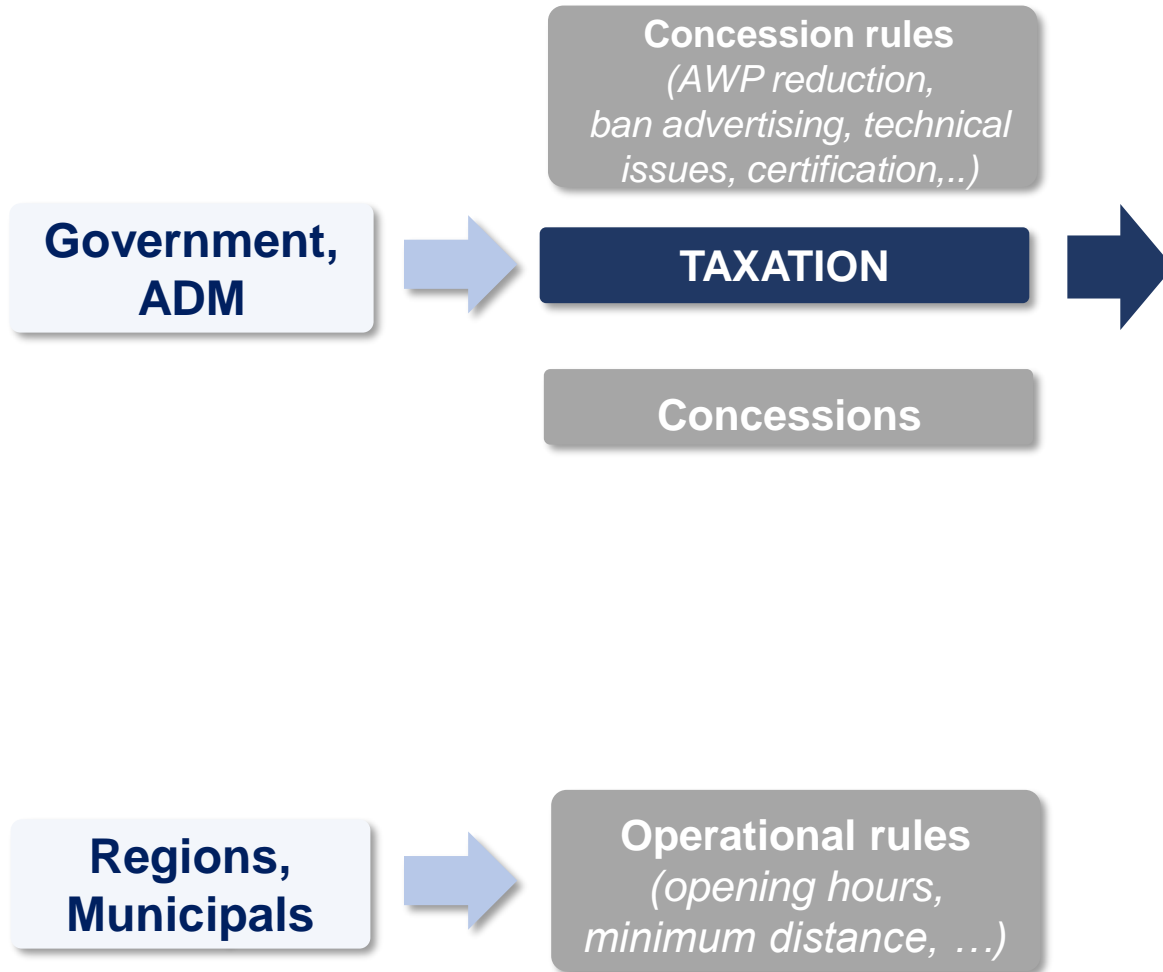 Concession rules
(AWP reduction,
ban advertising, technical
issues, certification,..)
Government,
ADM
TAXATION
Concessions
Regions,
Municipals
Operational rules
(opening hours,
minimum distance, …)